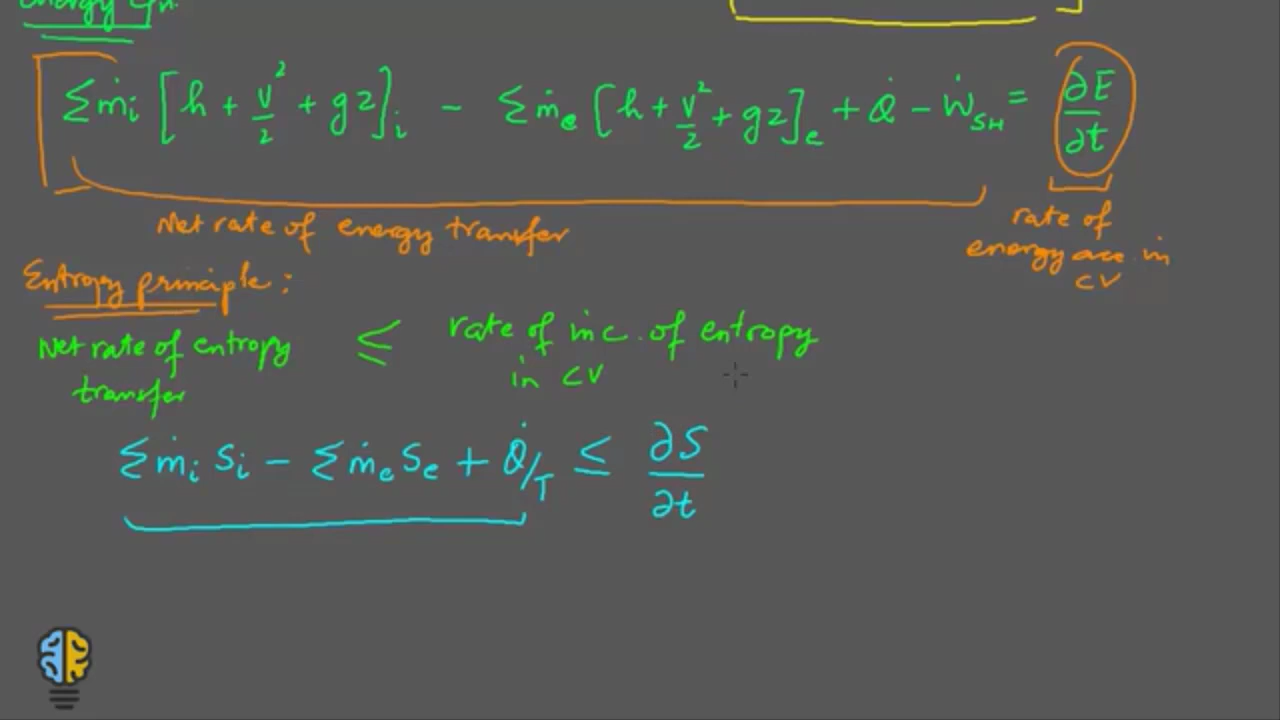 Energy Eqn.
Σṁi [h + V²/2 + gz]i − Σṁe [h + V²/2 + gz]e + Q̇ − ẆSH = ∂E/∂t
Net rate of energy transfer
rate of
energy acc. in
CV
Entropy principle:
Net rate of entropy
transfer
≤ rate of inc. of entropy
in CV
Σṁi Si − Σṁe Se + Q̇/T ≤ ∂S/∂t